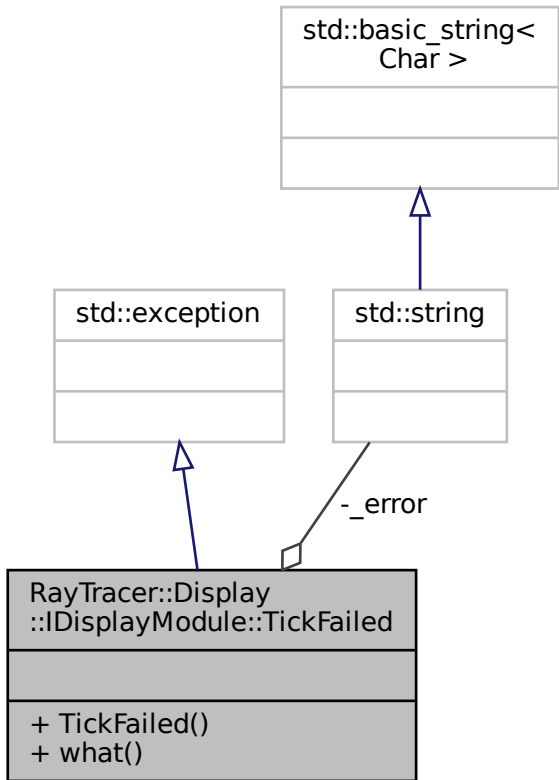 std::basic_string<
Char >
std::exception
std::string
-_error
RayTracer::Display
::IDisplayModule::TickFailed
+ TickFailed()
+ what()